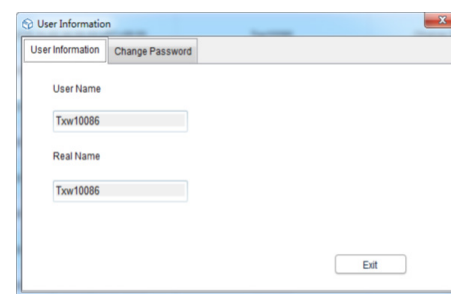 User Information
User Information Change Password
User Name
Txw10086
Real Name
Txw10086
Exit